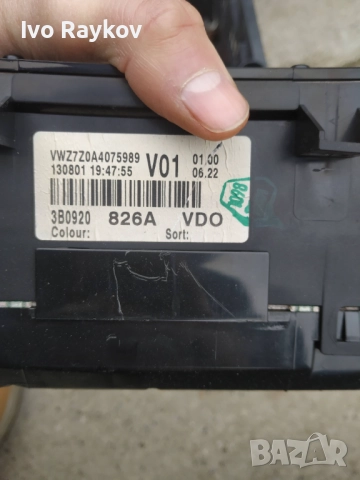 Ivo Raykov
VWZ7Z0A4075989 V01 01.00
130801 19:47:55 06.22
3B0920 826A VDO
Colour: Sort:
BAZAR